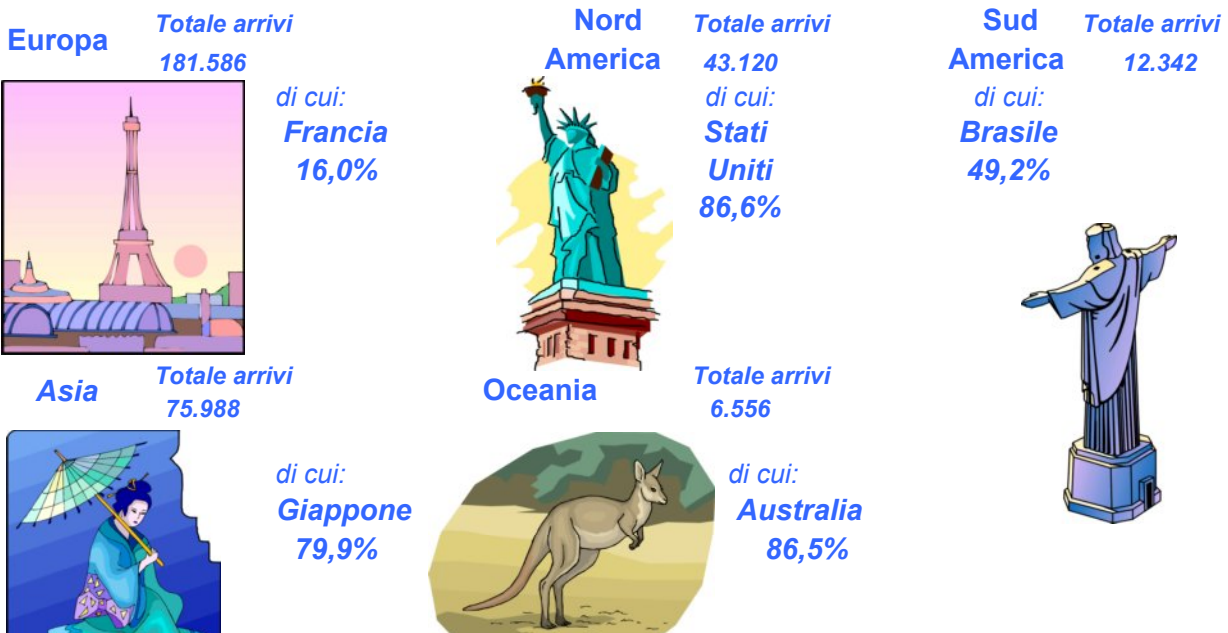 Europa
Totale arrivi
181.586
di cui:
Francia
16,0%
Nord
America
Totale arrivi
43.120
di cui:
Stati
Uniti
86,6%
Sud
America
Totale arrivi
12.342
di cui:
Brasile
49,2%
Asia
Totale arrivi
75.988
di cui:
Giappone
79,9%
Oceania
Totale arrivi
6.556
di cui:
Australia
86,5%